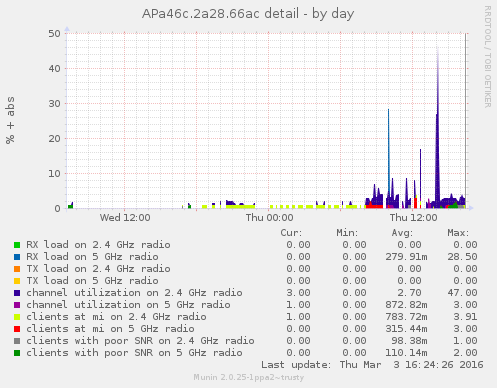 APa46c.2a28.66ac detail - by day
RRDTOOL / TOBI OETIKER
% + abs
50
40
30
20
10
0
Wed 12:00 Thu 00:00 Thu 12:00
Cur: Min: Avg: Max:
RX load on 2.4 GHz radio 0.00 0.00 0.00 0.00
RX load on 5 GHz radio 0.00 0.00 279.91m 28.50
TX load on 2.4 GHz radio 0.00 0.00 0.00 0.00
TX load on 5 GHz radio 0.00 0.00 0.00 0.00
channel utilization on 2.4 GHz radio 3.00 0.00 2.70 47.00
channel utilization on 5 GHz radio 1.00 0.00 872.82m 3.00
clients at mi on 2.4 GHz radio 1.00 0.00 783.72m 3.91
clients at mi on 5 GHz radio 0.00 0.00 315.44m 3.00
clients with poor SNR on 2.4 GHz radio 0.00 0.00 98.38m 1.00
clients with poor SNR on 5 GHz radio 0.00 0.00 110.14m 2.00
Last update: Thu Mar 3 16:24:26 2016
Munin 2.0.25-1ppa2~trusty